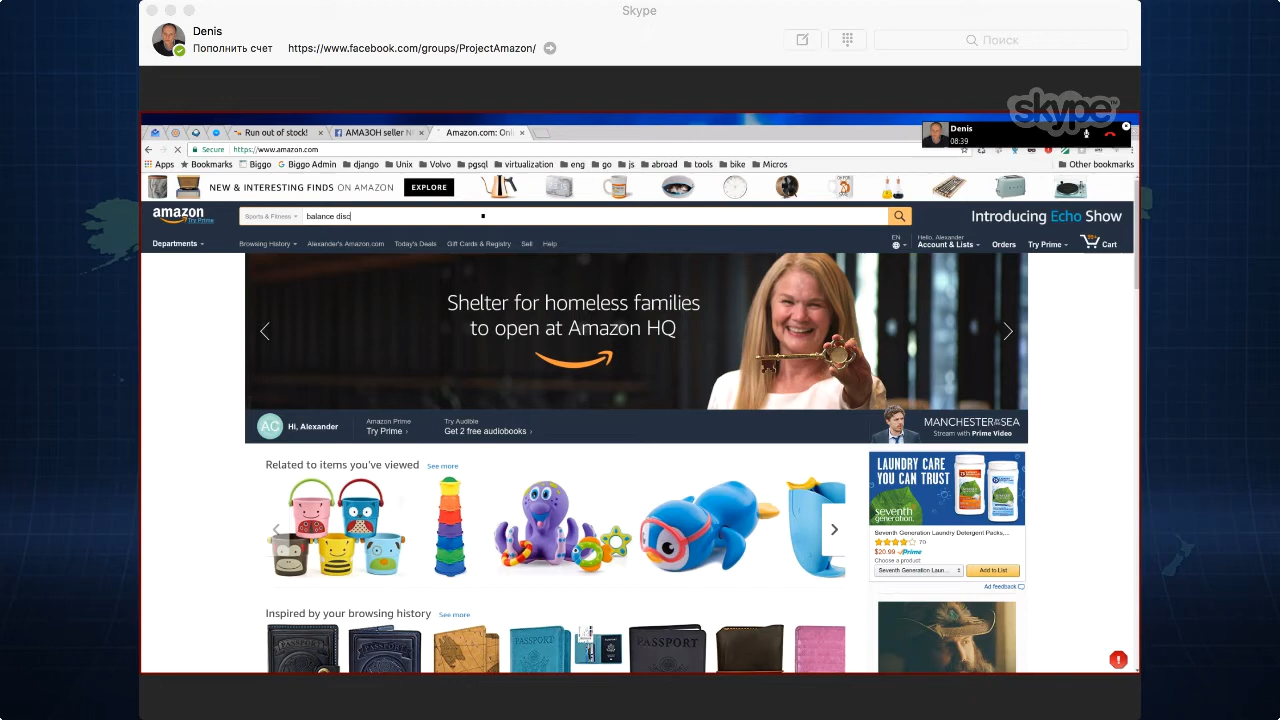 Skype
Denis
Пополнить счет https://www.facebook.com/groups/ProjectAmazon/
Поиск
skype™
Denis
08:39
Run out of stock!
АМАЗОН seller
Amazon.com: Onl
Secure https://www.amazon.com
Apps Bookmarks Biggo Biggo Admin django Unix Volvo pgsql virtualization eng go js abroad tools bike Micros Other bookmarks
NEW & INTERESTING FINDS ON AMAZON EXPLORE
amazon
Try Prime
Sports & Fitness balance disc
Introducing Echo Show
Departments
Browsing History Alexander's Amazon.com Today's Deals Gift Cards & Registry Sell Help
EN
Hello, Alexander
Account & Lists Orders Try Prime Cart
Shelter for homeless families
to open at Amazon HQ
AC Hi, Alexander
Amazon Prime
Try Prime ›
Try Audible
Get 2 free audiobooks ›
MANCHESTER BY THE SEA
Stream with Prime Video
Related to items you've viewed See more
LAUNDRY CARE
YOU CAN TRUST
seventh
generation.
Seventh Generation Laundry Detergent Packs,...
70
$20.99 Prime
Choose a product:
Seventh Generation Laun... Add to List
Ad feedback
Inspired by your browsing history See more
PASSPORT
PASSPORT